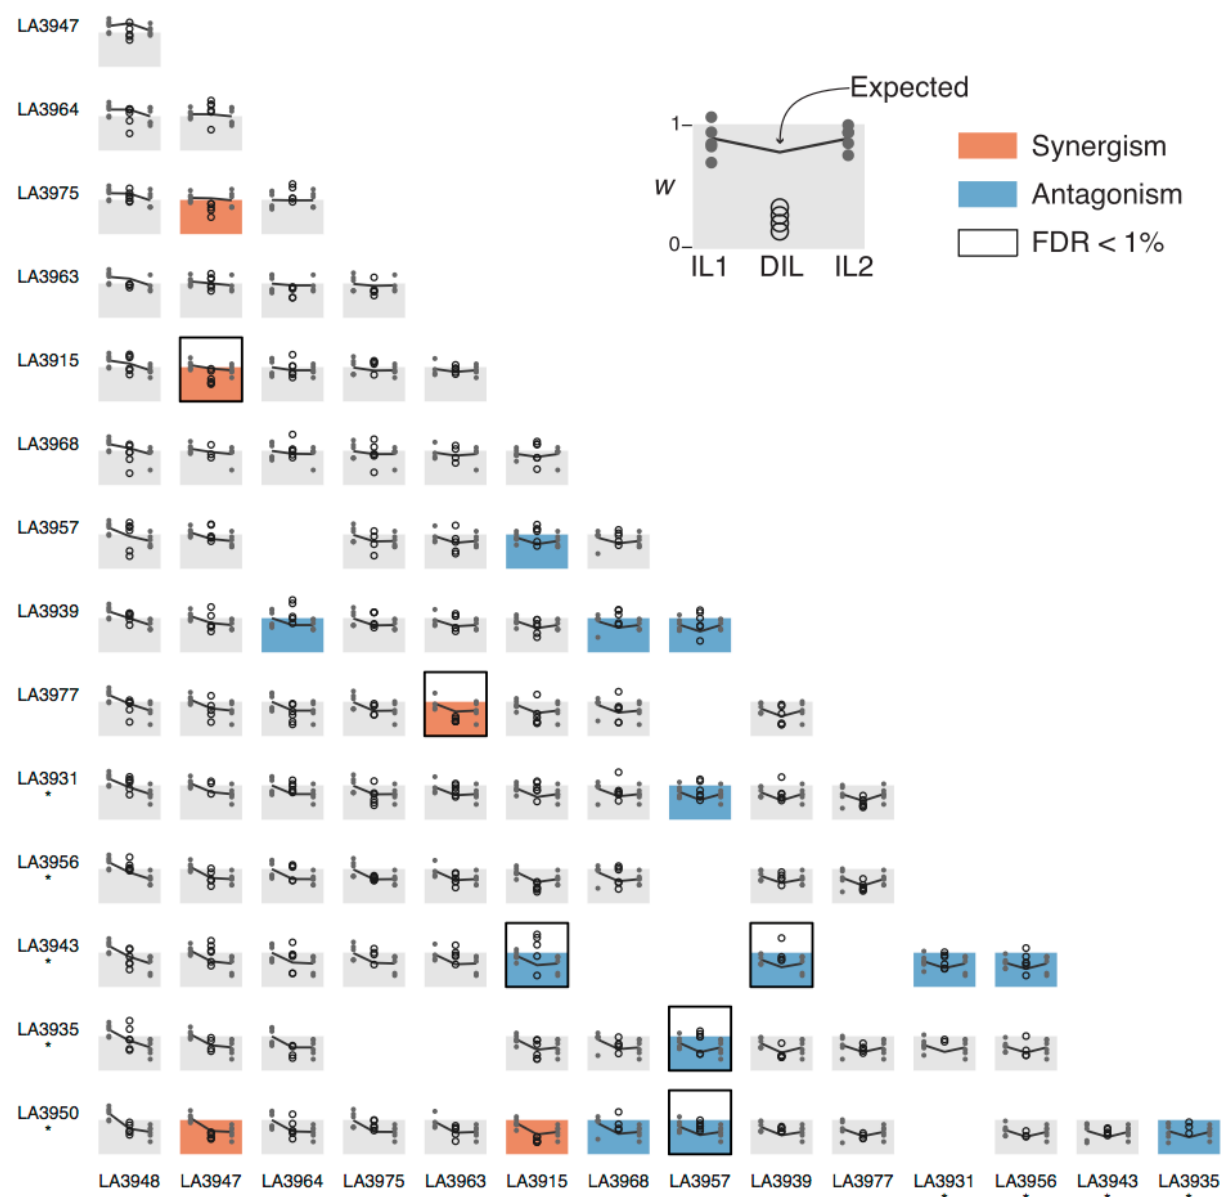 LA3947
LA3964
LA3975
LA3963
LA3915
LA3968
LA3957
LA3939
LA3977
LA3931
*
LA3956
*
LA3943
*
LA3935
*
LA3950
*
Expected
1
w
0
IL1 DIL IL2
Synergism
Antagonism
FDR < 1%
LA3948 LA3947 LA3964 LA3975 LA3963 LA3915 LA3968 LA3957 LA3939 LA3977 LA3931 LA3956 LA3943 LA3935
* * * *